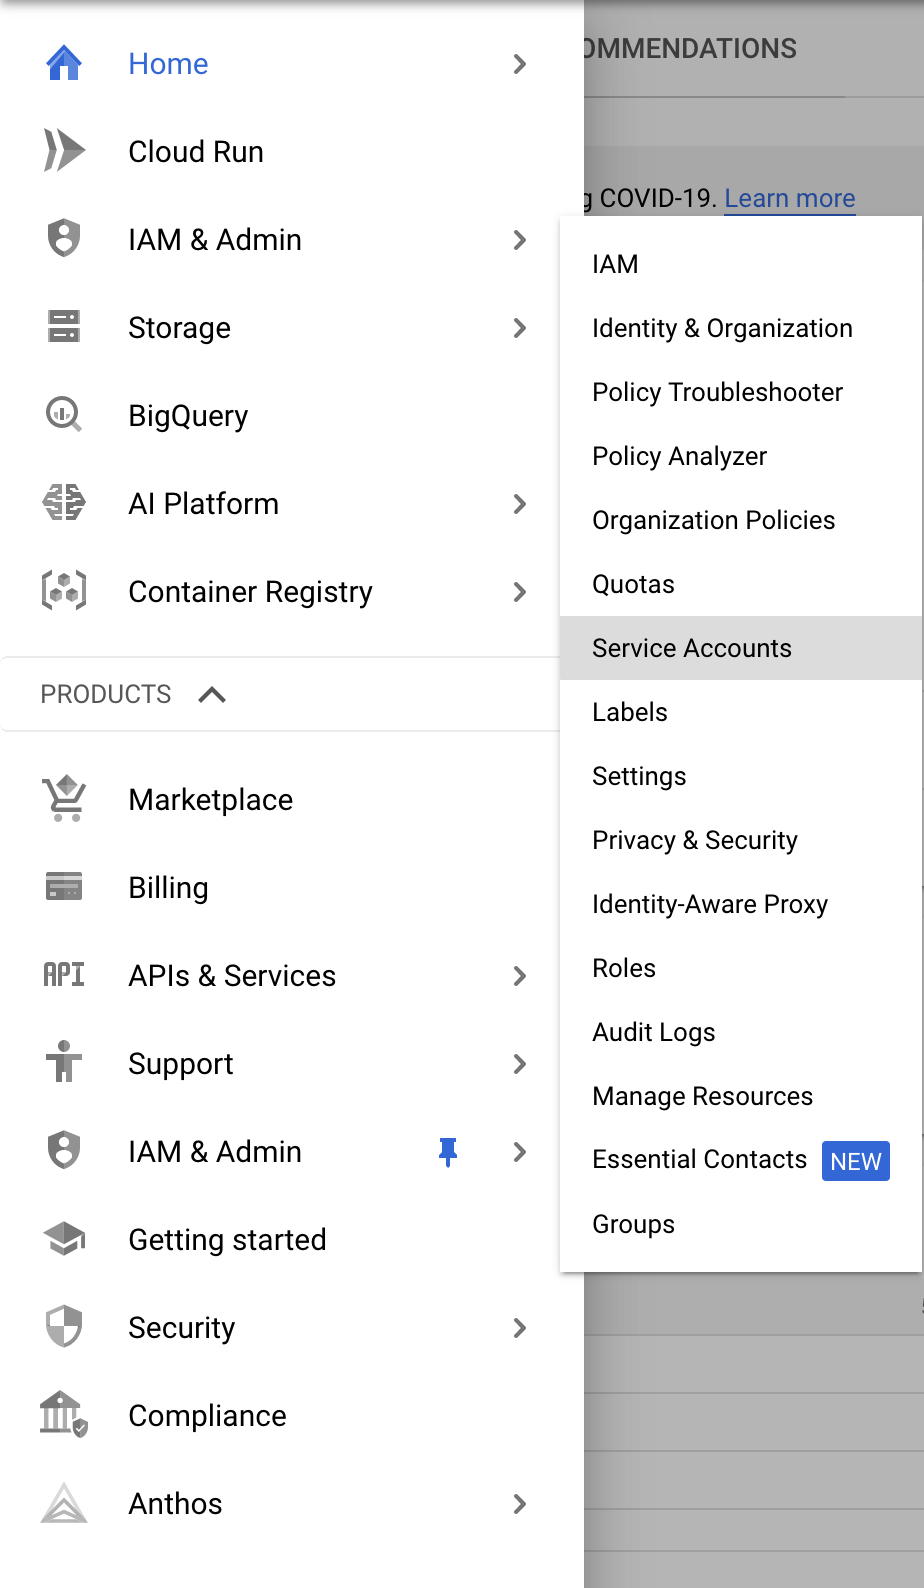 Home
Cloud Run
IAM & Admin
Storage
BigQuery
AI Platform
Container Registry
PRODUCTS
Marketplace
Billing
API APIs & Services
Support
IAM & Admin
Getting started
Security
Compliance
Anthos
OMMENDATIONS
g COVID-19. Learn more
IAM
Identity & Organization
Policy Troubleshooter
Policy Analyzer
Organization Policies
Quotas
Service Accounts
Labels
Settings
Privacy & Security
Identity-Aware Proxy
Roles
Audit Logs
Manage Resources
Essential Contacts NEW
Groups